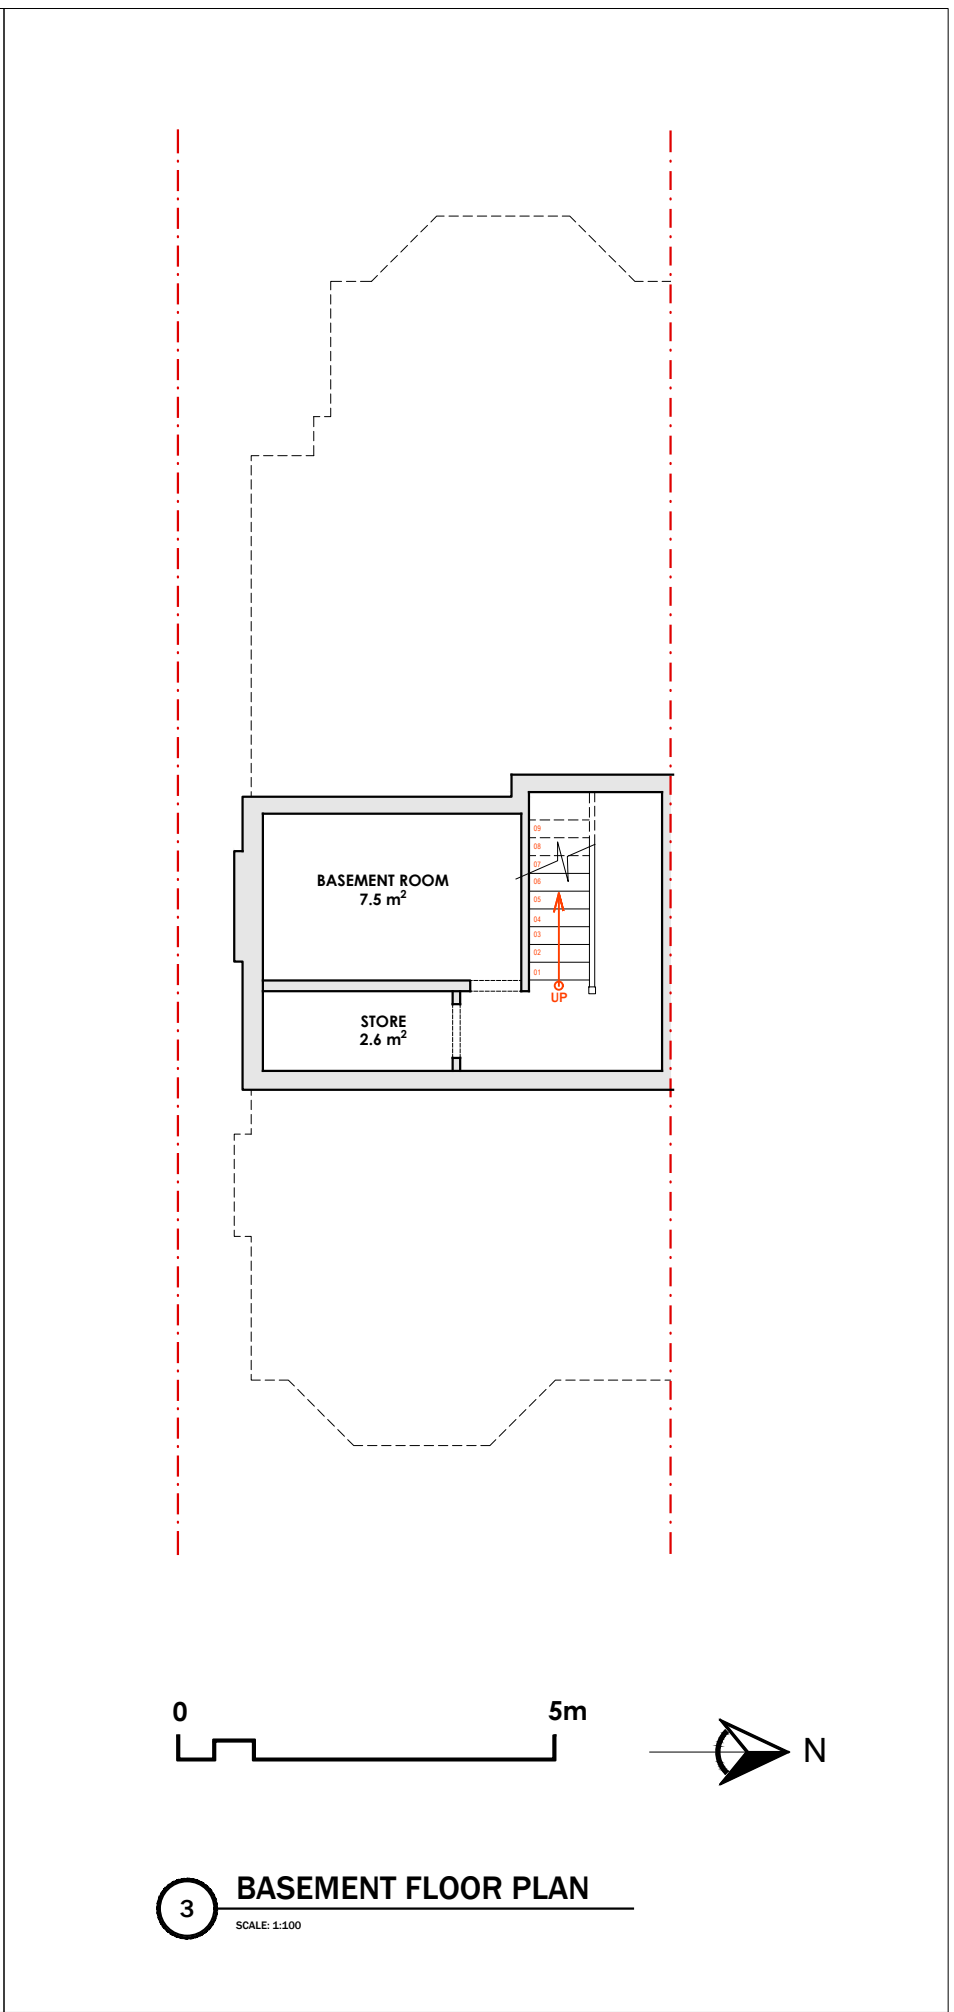 09
08
07
06
05
04
03
02
01
UP
BASEMENT ROOM
7.5 m²
STORE
2.6 m²
0
5m
N
3
BASEMENT FLOOR PLAN
SCALE: 1:100